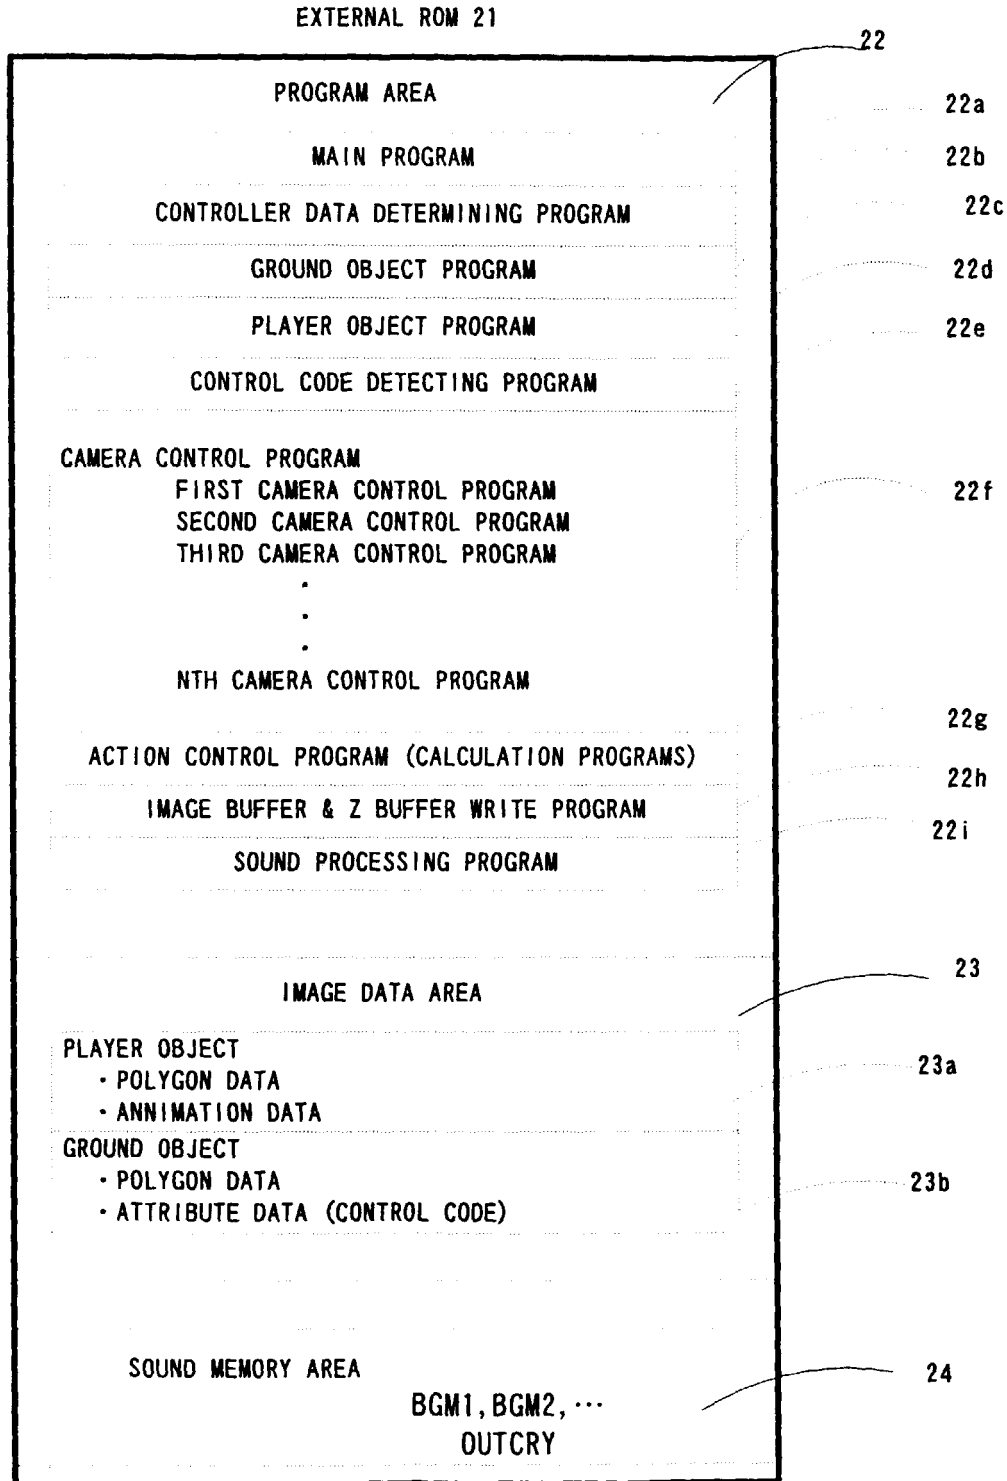 EXTERNAL ROM 21
22
PROGRAM AREA
22a
MAIN PROGRAM
22b
CONTROLLER DATA DETERMINING PROGRAM
22c
GROUND OBJECT PROGRAM
22d
PLAYER OBJECT PROGRAM
22e
CONTROL CODE DETECTING PROGRAM
CAMERA CONTROL PROGRAM
FIRST CAMERA CONTROL PROGRAM
22f
SECOND CAMERA CONTROL PROGRAM
THIRD CAMERA CONTROL PROGRAM
.
.
.
NTH CAMERA CONTROL PROGRAM
22g
ACTION CONTROL PROGRAM (CALCULATION PROGRAMS)
22h
IMAGE BUFFER & Z BUFFER WRITE PROGRAM
22i
SOUND PROCESSING PROGRAM
23
IMAGE DATA AREA
PLAYER OBJECT
23a
・POLYGON DATA
・ANNIMATION DATA
GROUND OBJECT
・POLYGON DATA
23b
・ATTRIBUTE DATA (CONTROL CODE)
SOUND MEMORY AREA
24
BGM1, BGM2, ···
OUTCRY